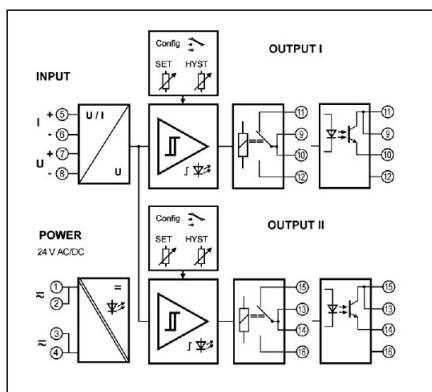 Config
SET HYST
OUTPUT I
INPUT
I + 5
- 6
U + 7
- 8
U / I
U
11
9
10
12
11
9
10
12
Config
SET HYST
OUTPUT II
POWER
24 V AC/DC
1
2
3
4
15
13
14
16
15
13
14
16